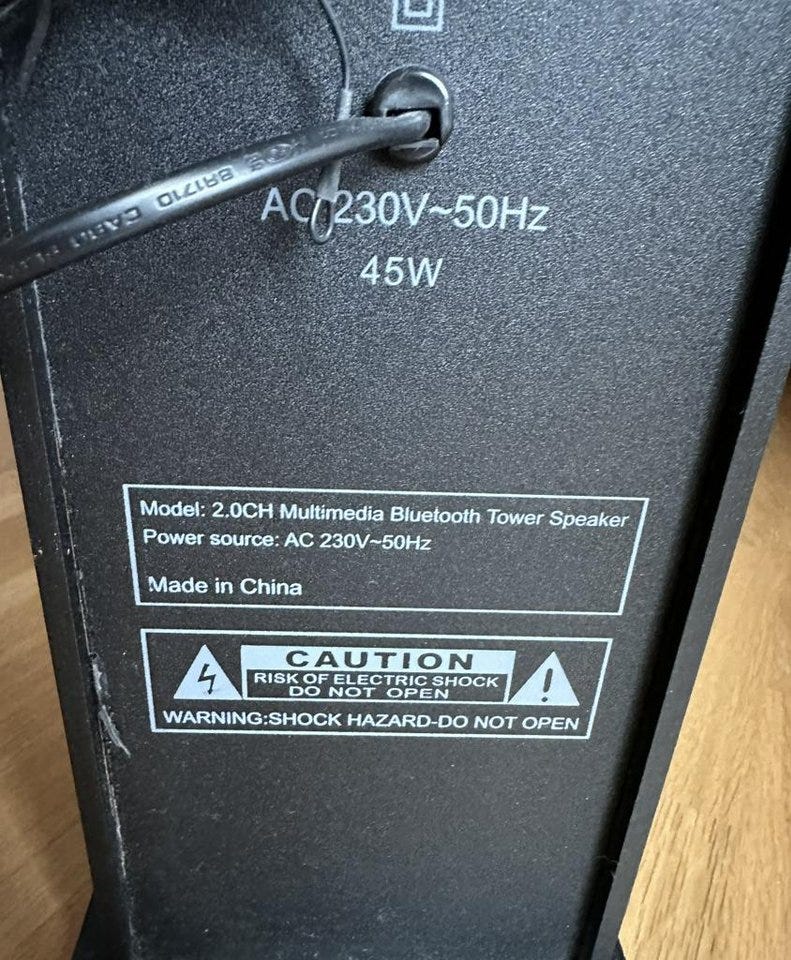 BR1710
AC 230V~50Hz
45W
Model: 2.0CH Multimedia Bluetooth Tower Speaker
Power source: AC 230V~50Hz
Made in China
CAUTION
RISK OF ELECTRIC SHOCK
DO NOT OPEN
WARNING:SHOCK HAZARD-DO NOT OPEN